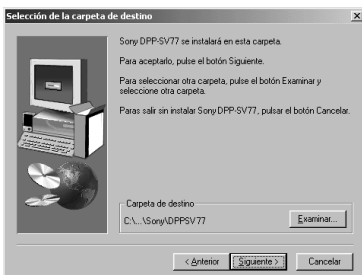 Selección de la carpeta de destino
Sony DPP-SV77 se instalará en esta carpeta.
Para aceptarlo, pulse el botón Siguiente.
Para seleccionar otra carpeta, pulse el botón Examinar y
seleccione otra carpeta.
Paras salir sin instalar Sony DPP-SV77, pulsar el botón Cancelar.
Carpeta de destino
C:\...\Sony\DPPSV77
Examinar...
< Anterior
Siguiente >
Cancelar